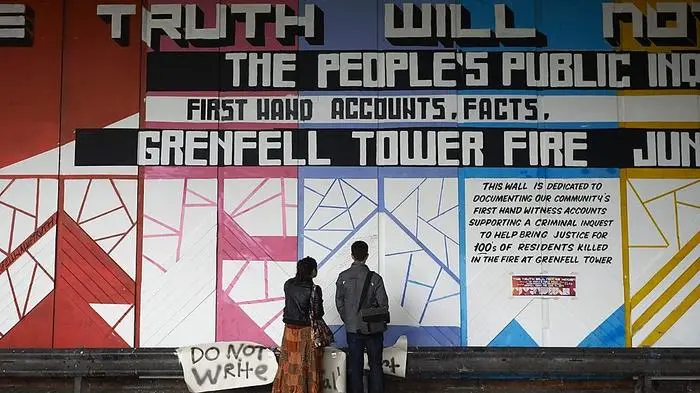 E TRUTH WILL NO
THE PEOPLE'S PUBLIC INQ
FIRST HAND ACCOUNTS, FACTS,
GRENFELL TOWER FIRE JUN
THIS WALL IS DEDICATED TO
DOCUMENTING OUR COMMUNITY'S
FIRST HAND WITNESS ACCOUNTS
SUPPORTING A CRIMINAL INQUEST
TO HELP BRING JUSTICE FOR
100s OF RESIDENTS KILLED
IN THE FIRE AT GRENFELL TOWER
DO NOT
WRitE